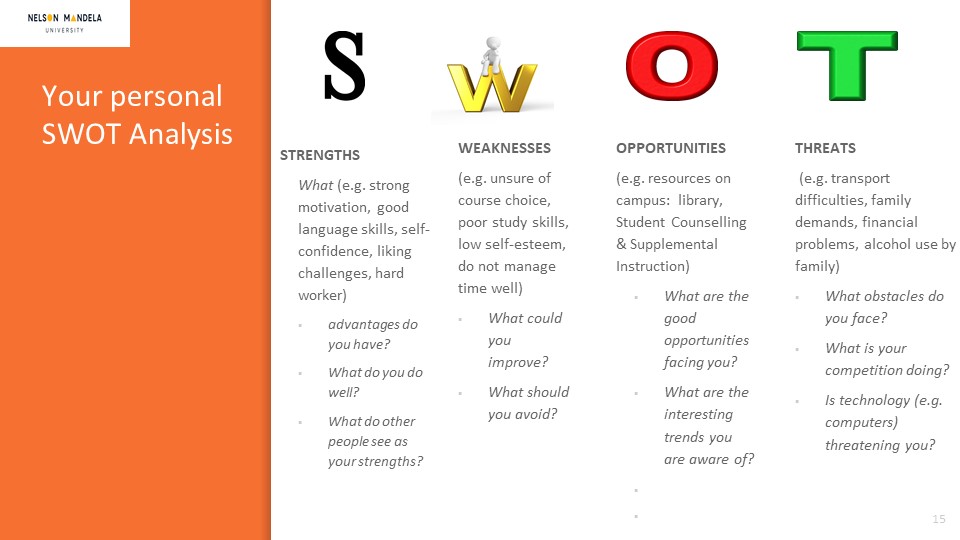 NELSON MANDELA
UNIVERSITY
Your personal
SWOT Analysis
S
W
O
T
STRENGTHS
What (e.g. strong
motivation, good
language skills, self-
confidence, liking
challenges, hard
worker)
▪ advantages do
you have?
▪ What do you do
well?
▪ What do other
people see as
your strengths?
WEAKNESSES
(e.g. unsure of
course choice,
poor study skills,
low self-esteem,
do not manage
time well)
▪ What could
you
improve?
▪ What should
you avoid?
OPPORTUNITIES
(e.g. resources on
campus: library,
Student Counselling
& Supplemental
Instruction)
▪ What are the
good
opportunities
facing you?
▪ What are the
interesting
trends you
are aware of?
▪
▪
THREATS
(e.g. transport
difficulties, family
demands, financial
problems, alcohol use by
family)
▪ What obstacles do
you face?
▪ What is your
competition doing?
▪ Is technology (e.g.
computers)
threatening you?
15